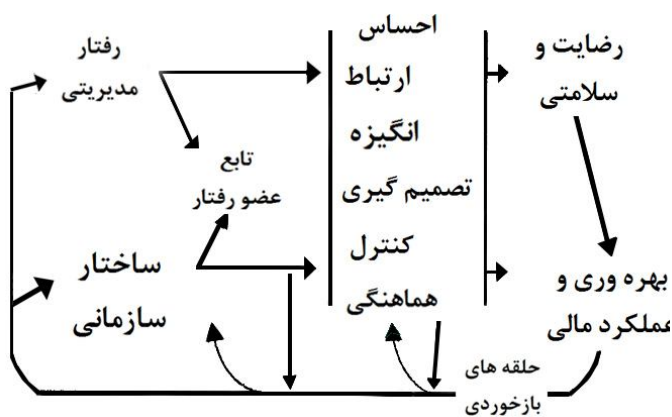 رفتار
مدیریتی
تابع
عضو رفتار
ساختار
سازمانی
احساس
ارتباط
انگیزه
تصمیم گیری
کنترل
هماهنگی
رضایت و
سلامتی
بهره وری و
عملکرد مالی
حلقه های
بازخوردی